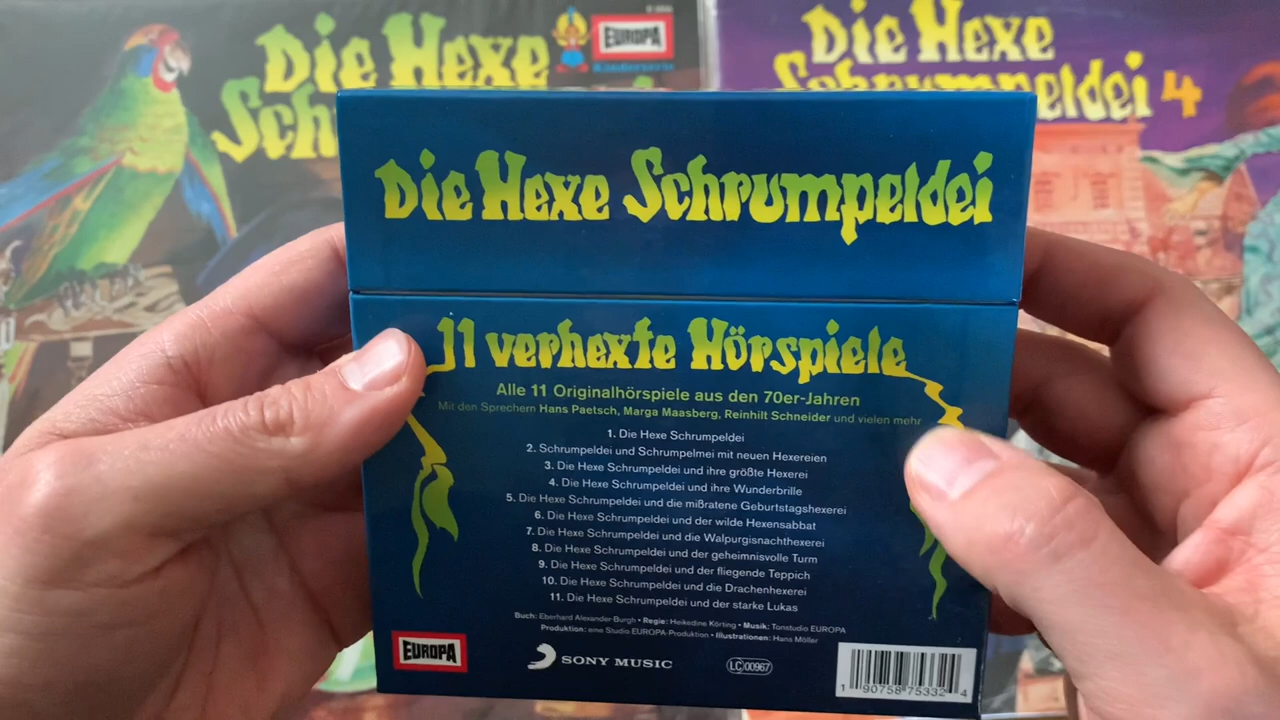 Die Hexe
Sch
EUROPA
Die Hexe
Schrumpeldei 4
Die Hexe Schrumpeldei
11 verhexte Hörspiele
Alle 11 Originalhörspiele aus den 70er-Jahren
Mit den Sprechern Hans Paetsch, Marga Maasberg, Reinhilt Schneider und vielen mehr
1. Die Hexe Schrumpeldei
2. Schrumpeldei und Schrumpelmei mit neuen Hexereien
3. Die Hexe Schrumpeldei und ihre größte Hexerei
4. Die Hexe Schrumpeldei und ihre Wunderbrille
5. Die Hexe Schrumpeldei und die mißratene Geburtstagshexerei
6. Die Hexe Schrumpeldei und der wilde Hexensabbat
7. Die Hexe Schrumpeldei und die Walpurgisnachthexerei
8. Die Hexe Schrumpeldei und der geheimnisvolle Turm
9. Die Hexe Schrumpeldei und der fliegende Teppich
10. Die Hexe Schrumpeldei und die Drachenhexerei
11. Die Hexe Schrumpeldei und der starke Lukas
Buch: Eberhard Alexander-Burgh • Regie: Heikedine Körting • Musik: Tonstudio EUROPA
Produktion: eine Studio EUROPA-Produktion • Illustrationen: Hans Möller
EUROPA
SONY MUSIC
LC 00967
1 90758 75332 4